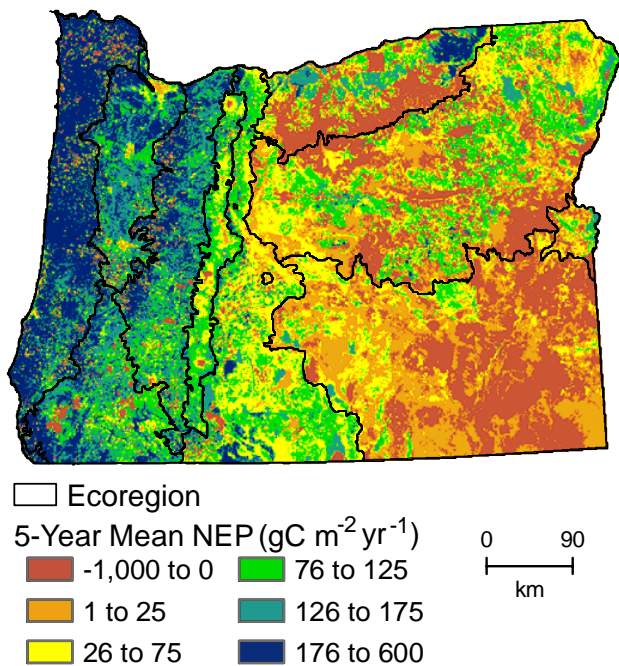 Ecoregion
5-Year Mean NEP (gC m⁻² yr⁻¹)
-1,000 to 0
76 to 125
1 to 25
126 to 175
26 to 75
176 to 600
0 90
km